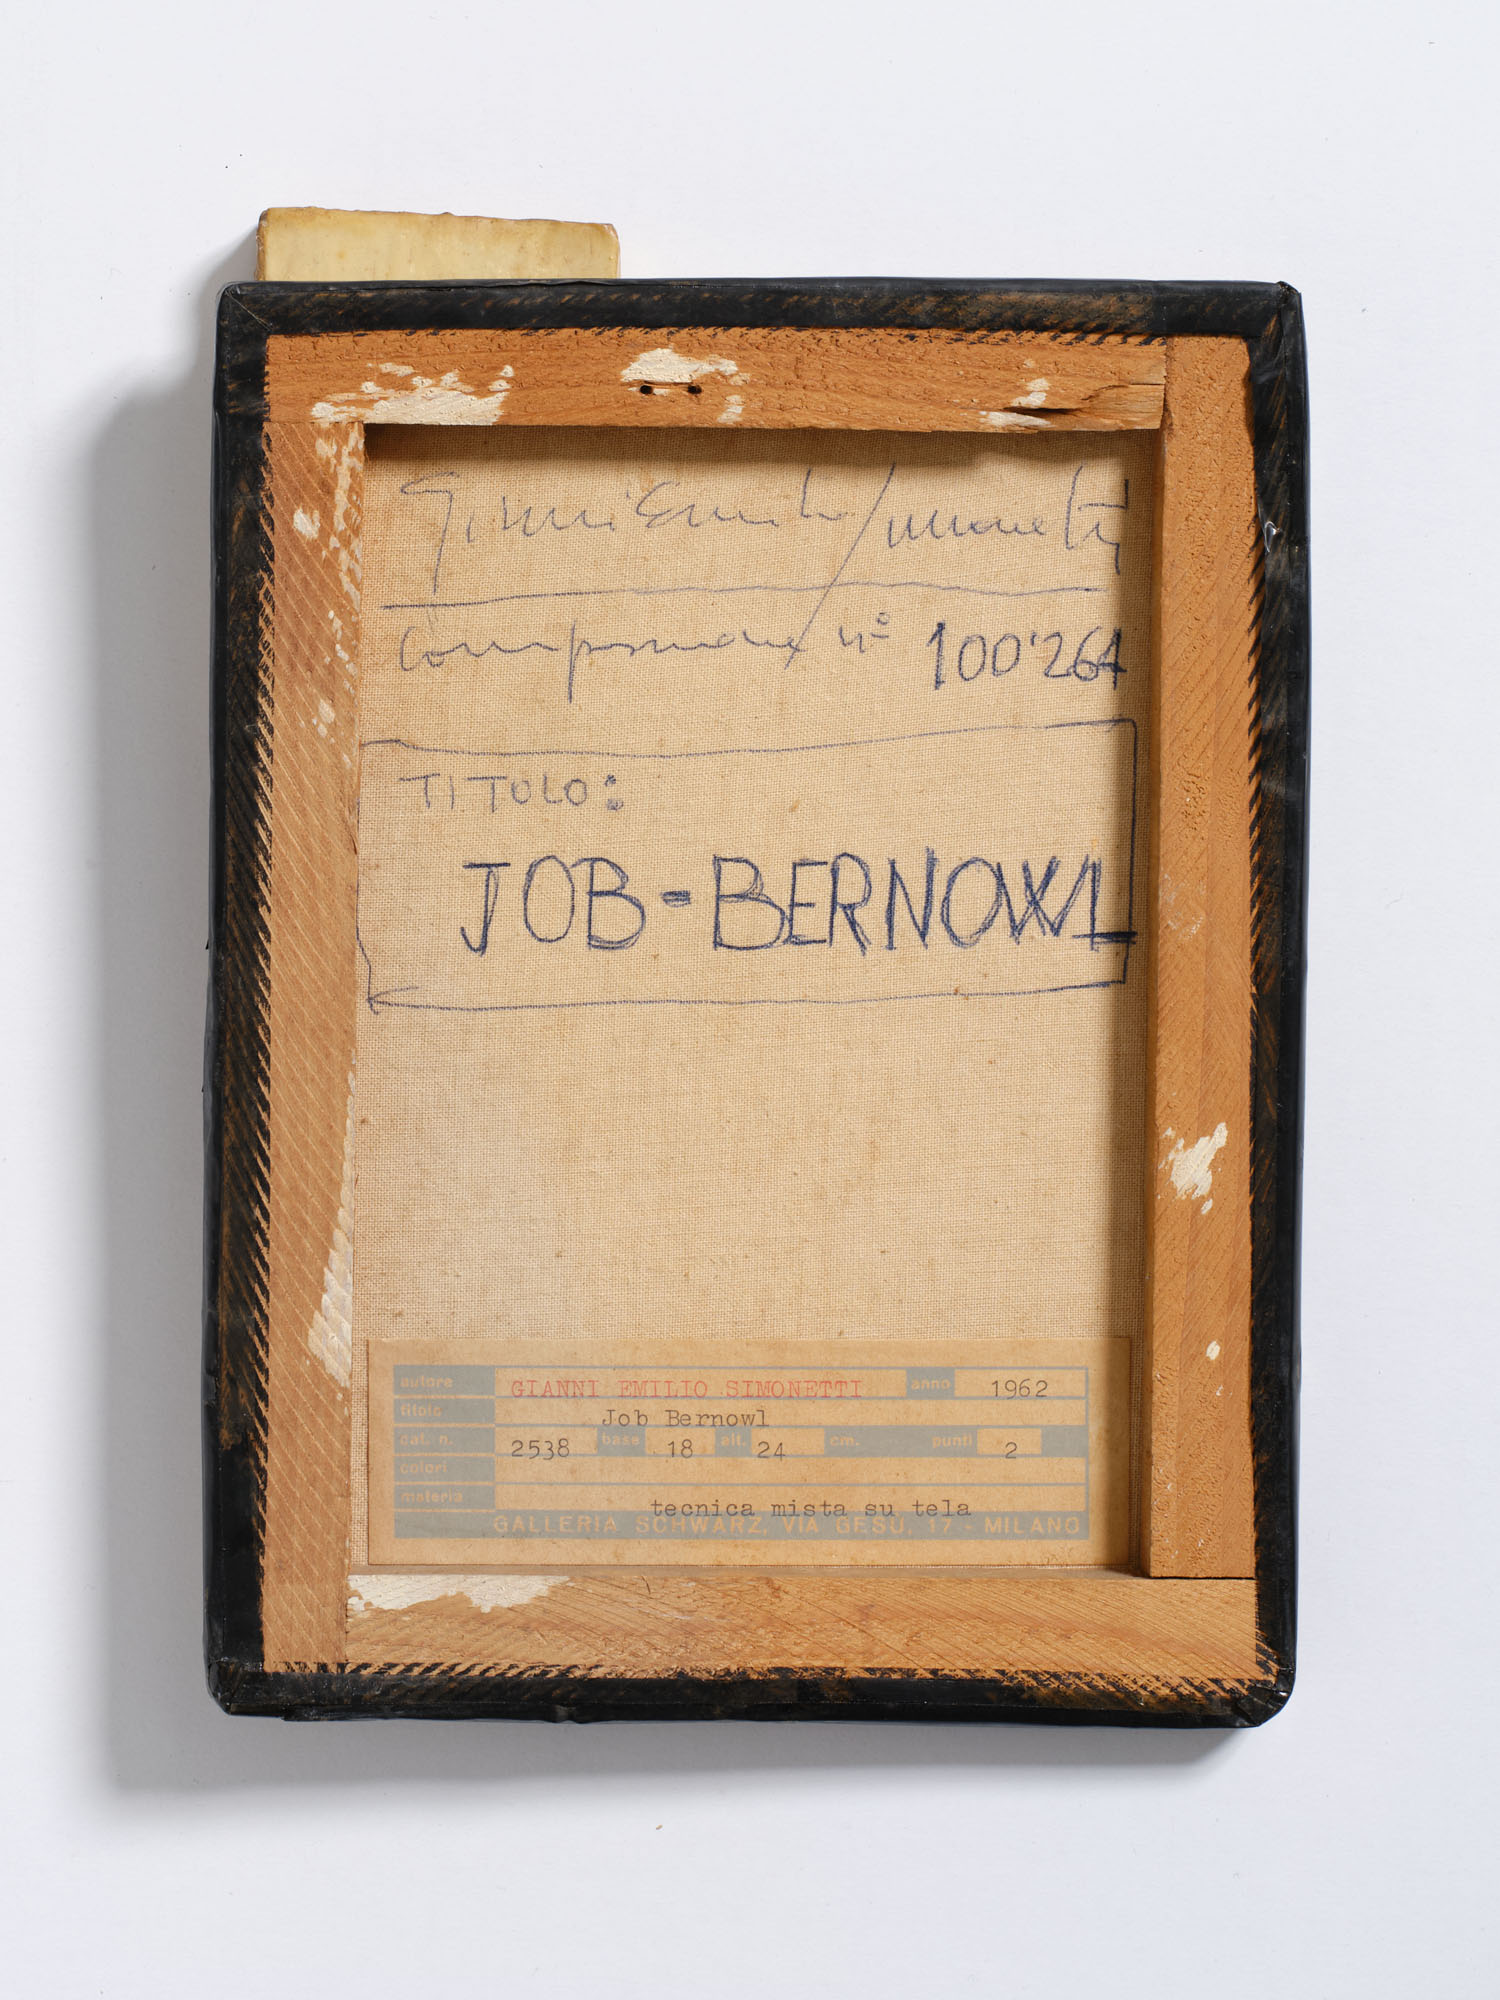 Gianni Emilio Simonetti
Composizione n° 100'264
TITOLO:
JOB=BERNOWL
autore GIANNI EMILIO SIMONETTI anno 1962
titolo Job Bernowl
cat. n. 2538 base 18 alt. 24 cm. punti 2
colori
materia tecnica mista su tela
GALLERIA SCHWARZ, VIA GESÙ, 17 - MILANO